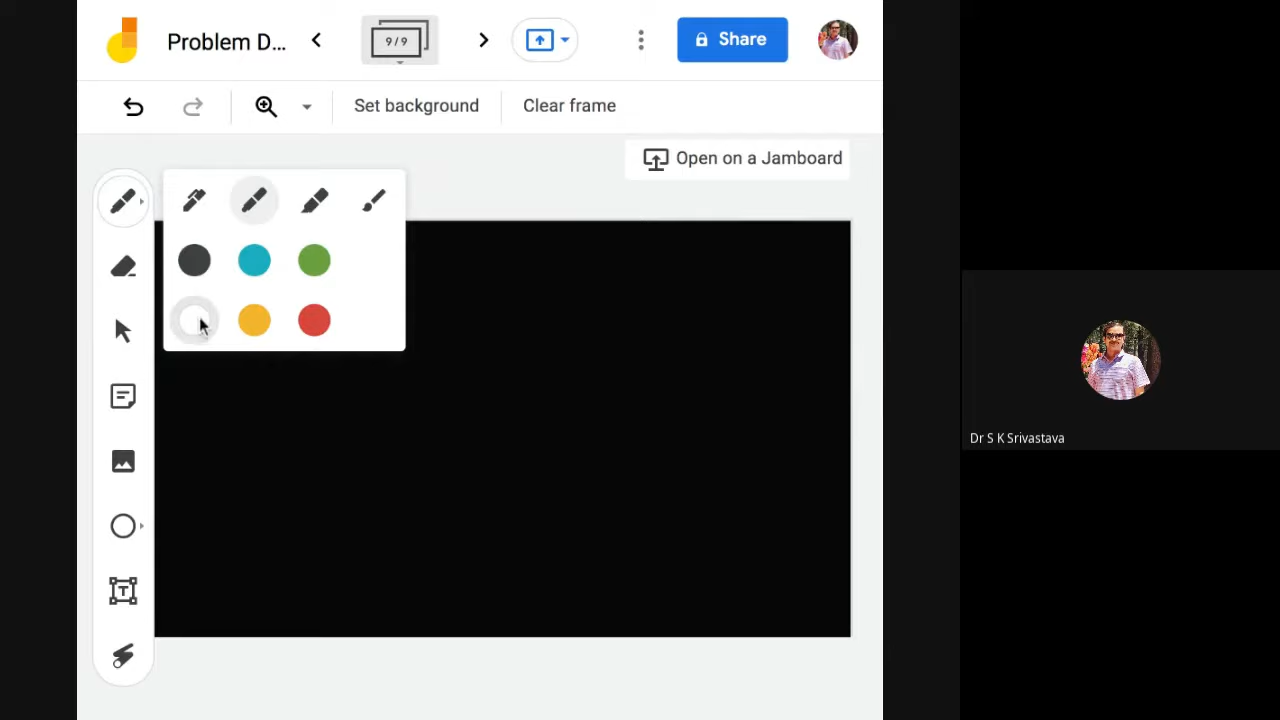 Problem D...
9/9
Share
Set background
Clear frame
Open on a Jamboard
T
Dr S K Srivastava